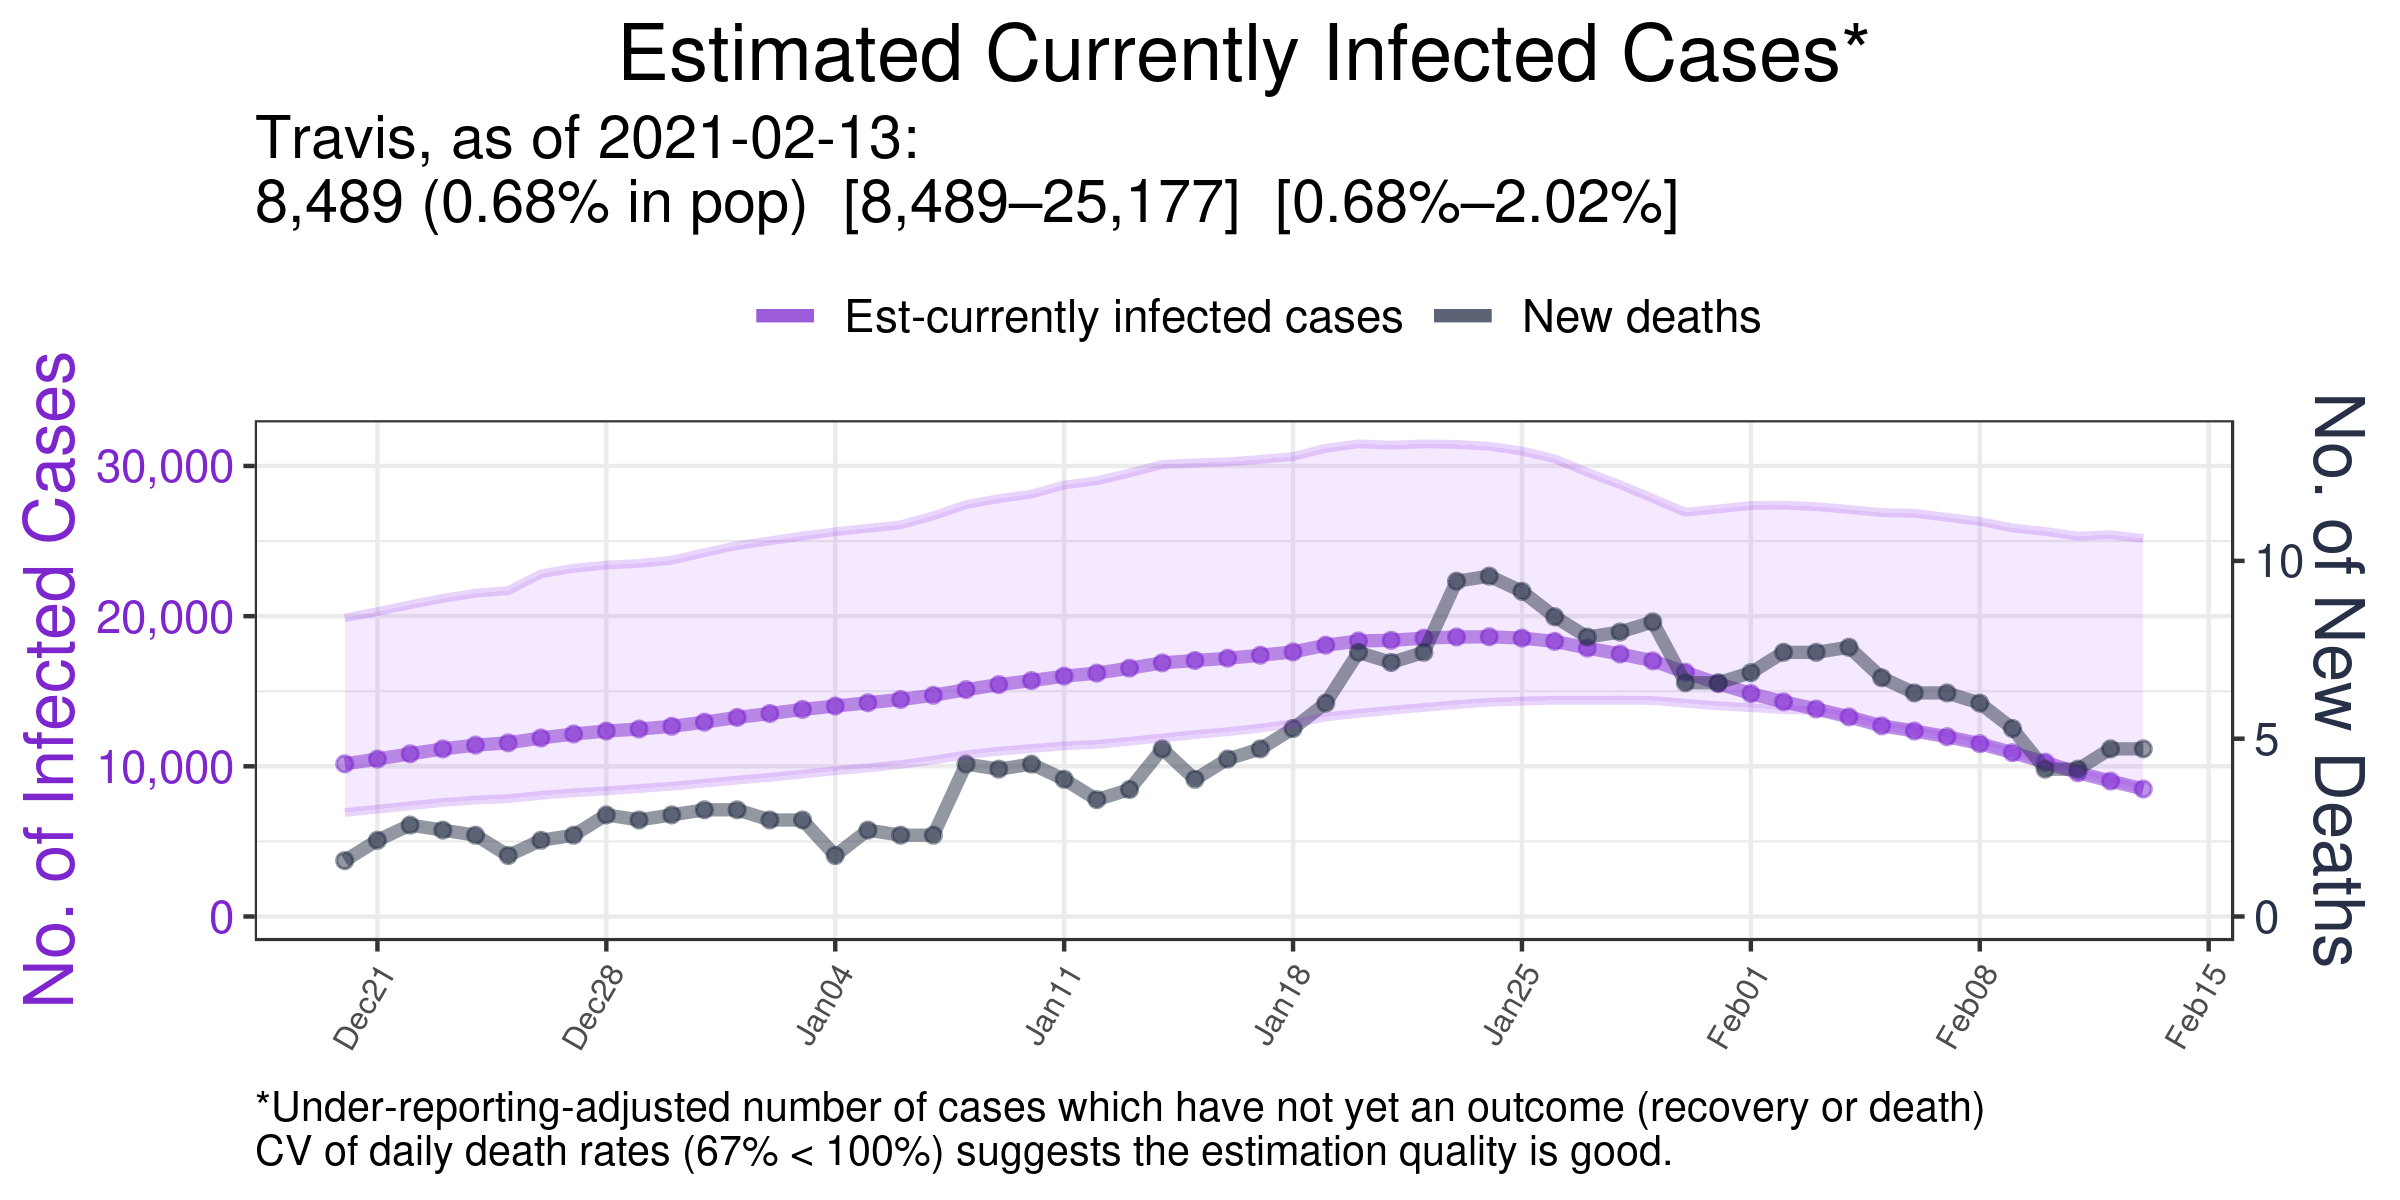 Estimated Currently Infected Cases*
Travis, as of 2021-02-13:
8,489 (0.68% in pop)  [8,489–25,177]  [0.68%–2.02%]
Est-currently infected cases
New deaths
No. of Infected Cases
30,000
20,000
10,000
0
10
5
0
No. of New Deaths
Dec21
Dec28
Jan04
Jan11
Jan18
Jan25
Feb01
Feb08
Feb15
*Under-reporting-adjusted number of cases which have not yet an outcome (recovery or death)
CV of daily death rates (67% < 100%) suggests the estimation quality is good.